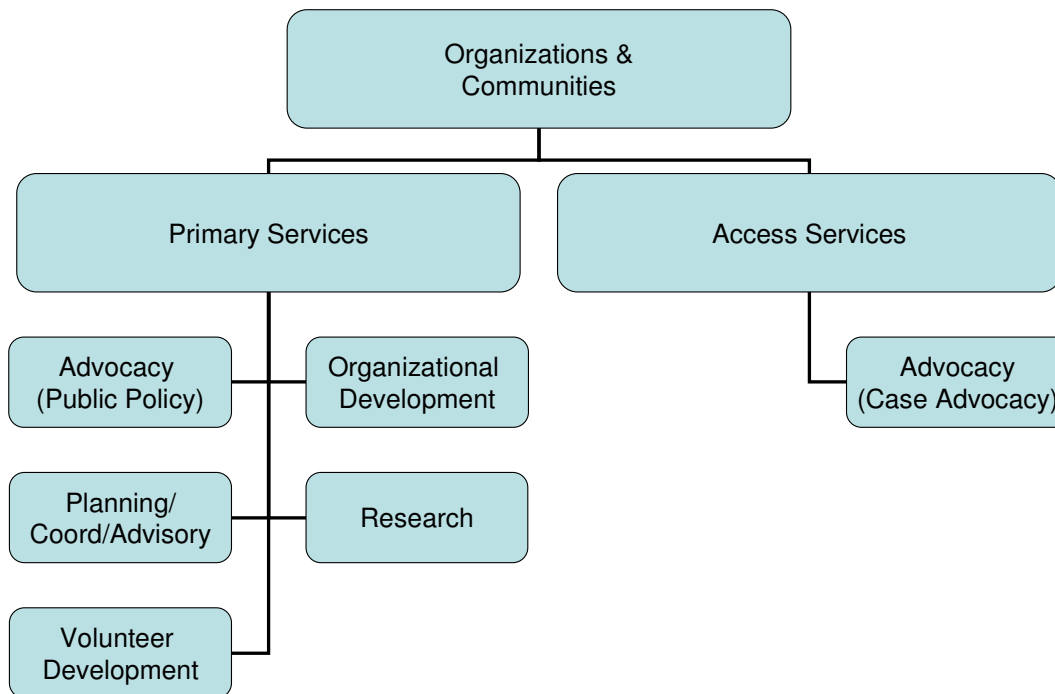 Organizations &
Communities
Primary Services
Access Services
Advocacy
(Public Policy)
Organizational
Development
Advocacy
(Case Advocacy)
Planning/
Coord/Advisory
Research
Volunteer
Development